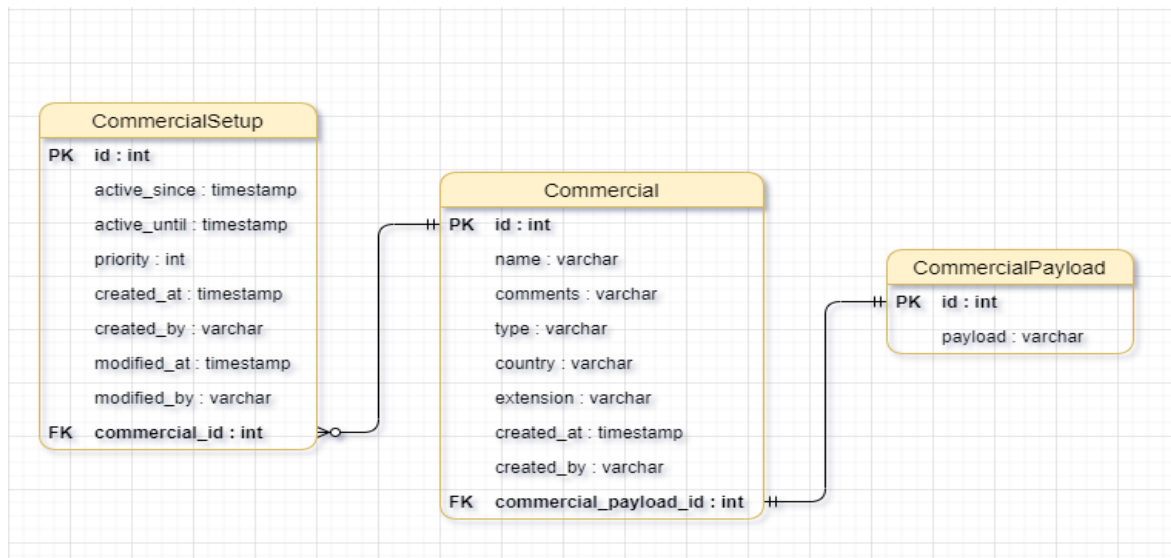 CommercialSetup
PK id : int
active_since : timestamp
active_until : timestamp
priority : int
created_at : timestamp
created_by : varchar
modified_at : timestamp
modified_by : varchar
FK commercial_id : int
Commercial
PK id : int
name : varchar
comments : varchar
type : varchar
country : varchar
extension : varchar
created_at : timestamp
created_by : varchar
FK commercial_payload_id : int
CommercialPayload
PK id : int
payload : varchar